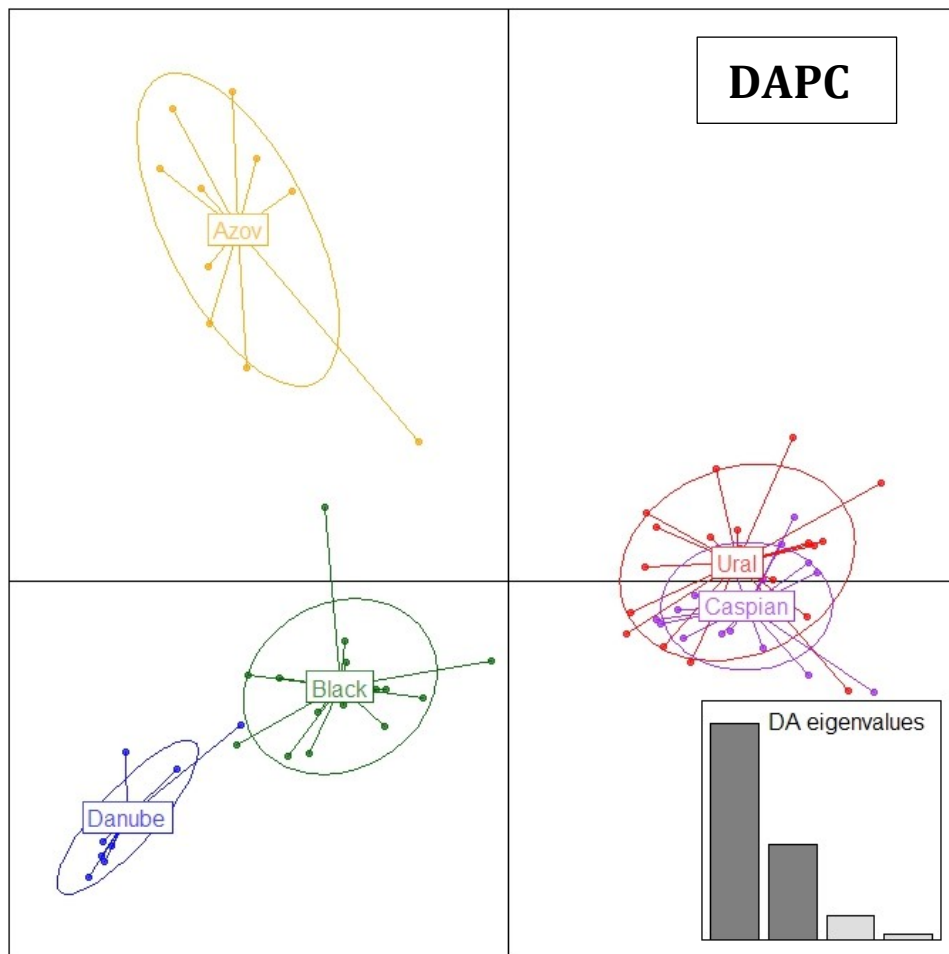 DAPC
Azov
Ural
Caspian
Black
DA eigenvalues
Danube